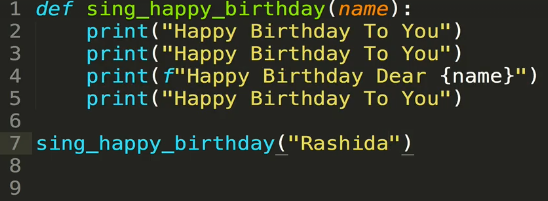 1 def sing_happy_birthday(name):
2     print("Happy Birthday To You")
3     print("Happy Birthday To You")
4     print(f"Happy Birthday Dear {name}")
5     print("Happy Birthday To You")
6
7 sing_happy_birthday("Rashida")
8
9